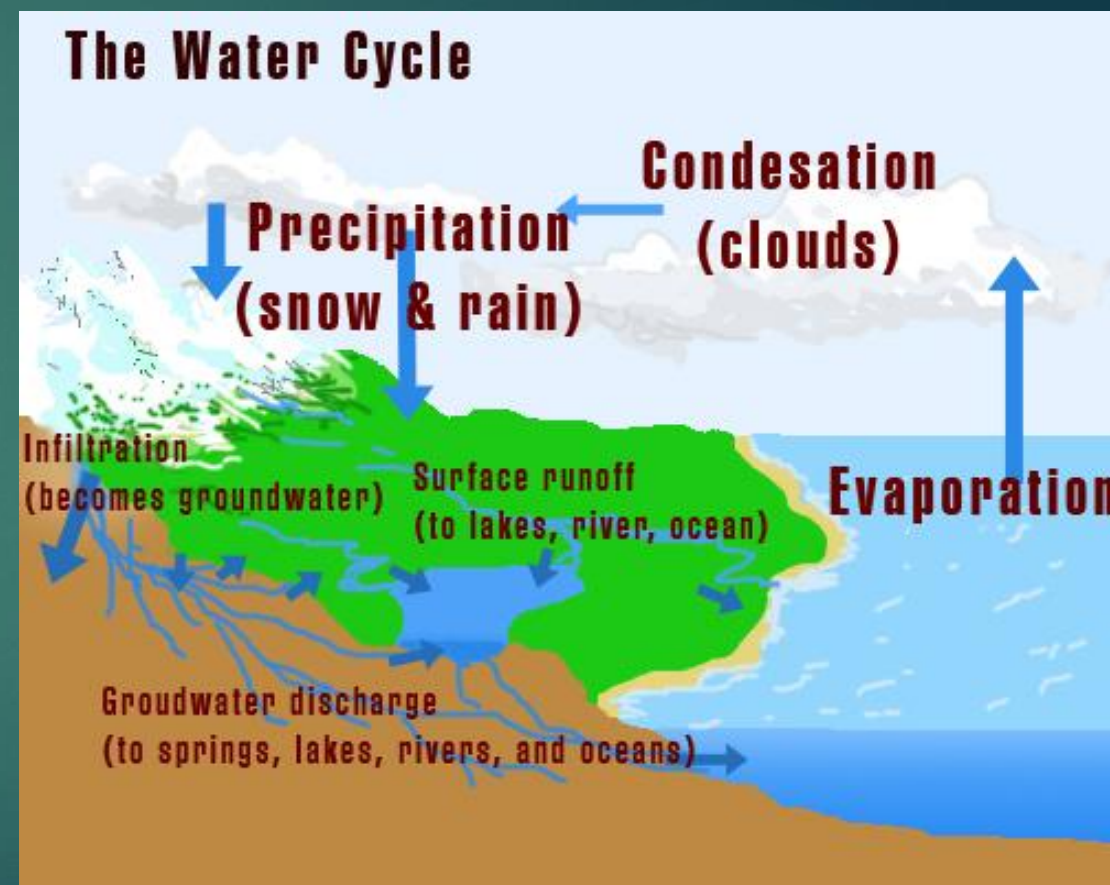 The Water Cycle
Condesation
(clouds)
Precipitation
(snow & rain)
Infiltration
(becomes groundwater)
Surface runoff
(to lakes, river, ocean)
Evaporation
Groudwater discharge
(to springs, lakes, rivers, and oceans)